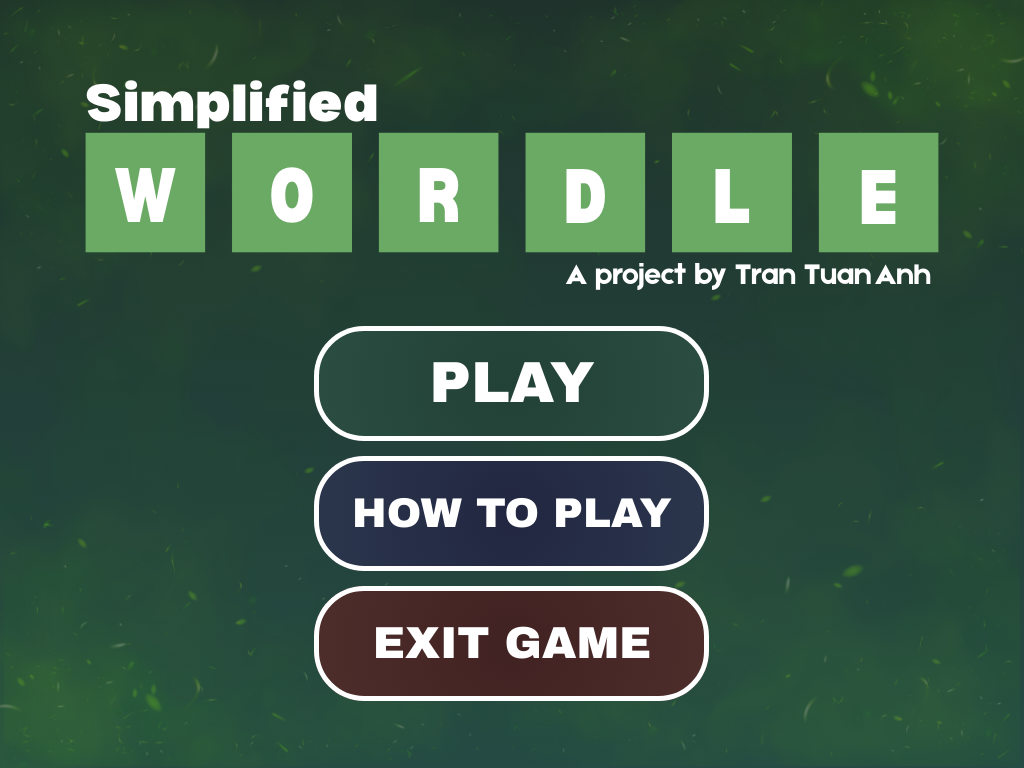 Simplified
W O R D L E
A project by Tran Tuan Anh
PLAY
HOW TO PLAY
EXIT GAME